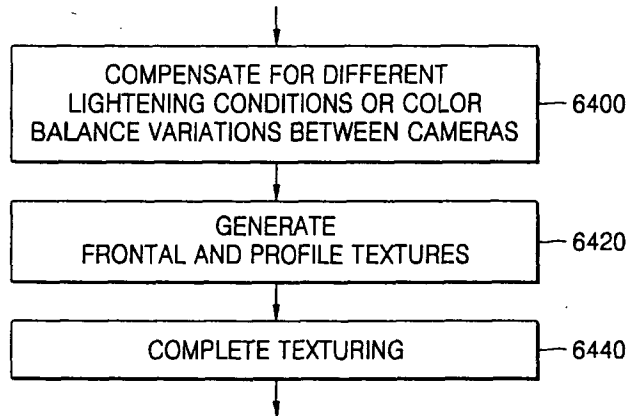 COMPENSATE FOR DIFFERENT
LIGHTENING CONDITIONS OR COLOR
BALANCE VARIATIONS BETWEEN CAMERAS
6400
GENERATE
FRONTAL AND PROFILE TEXTURES
6420
COMPLETE TEXTURING
6440